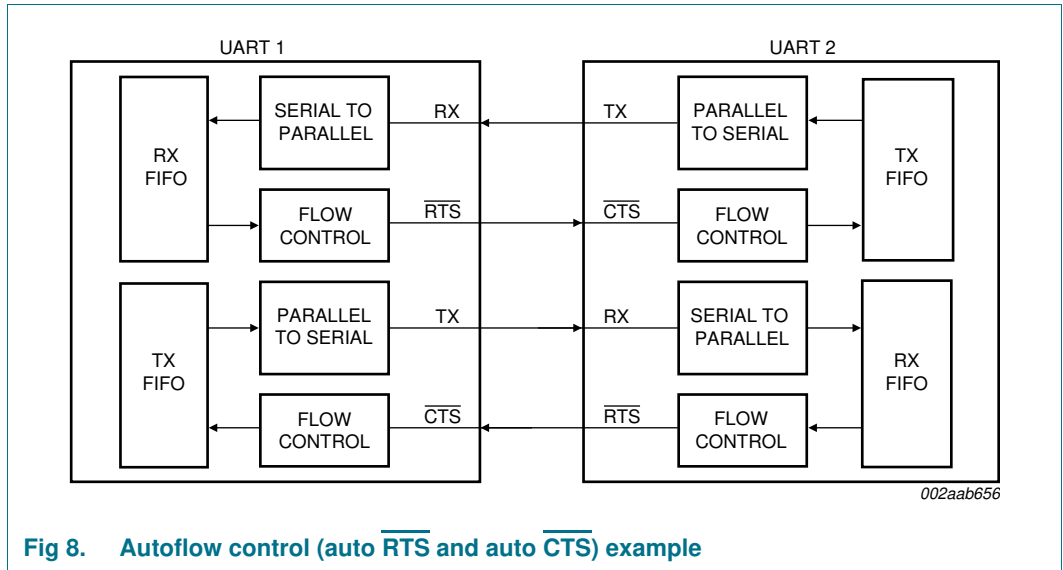 UART 1
UART 2
RX
FIFO
SERIAL TO
PARALLEL
RX
TX
PARALLEL
TO SERIAL
TX
FIFO
FLOW
CONTROL
RTS
CTS
FLOW
CONTROL
TX
FIFO
PARALLEL
TO SERIAL
TX
RX
SERIAL TO
PARALLEL
RX
FIFO
FLOW
CONTROL
CTS
RTS
FLOW
CONTROL
002aab656
Fig 8. Autoflow control (auto RTS and auto CTS) example